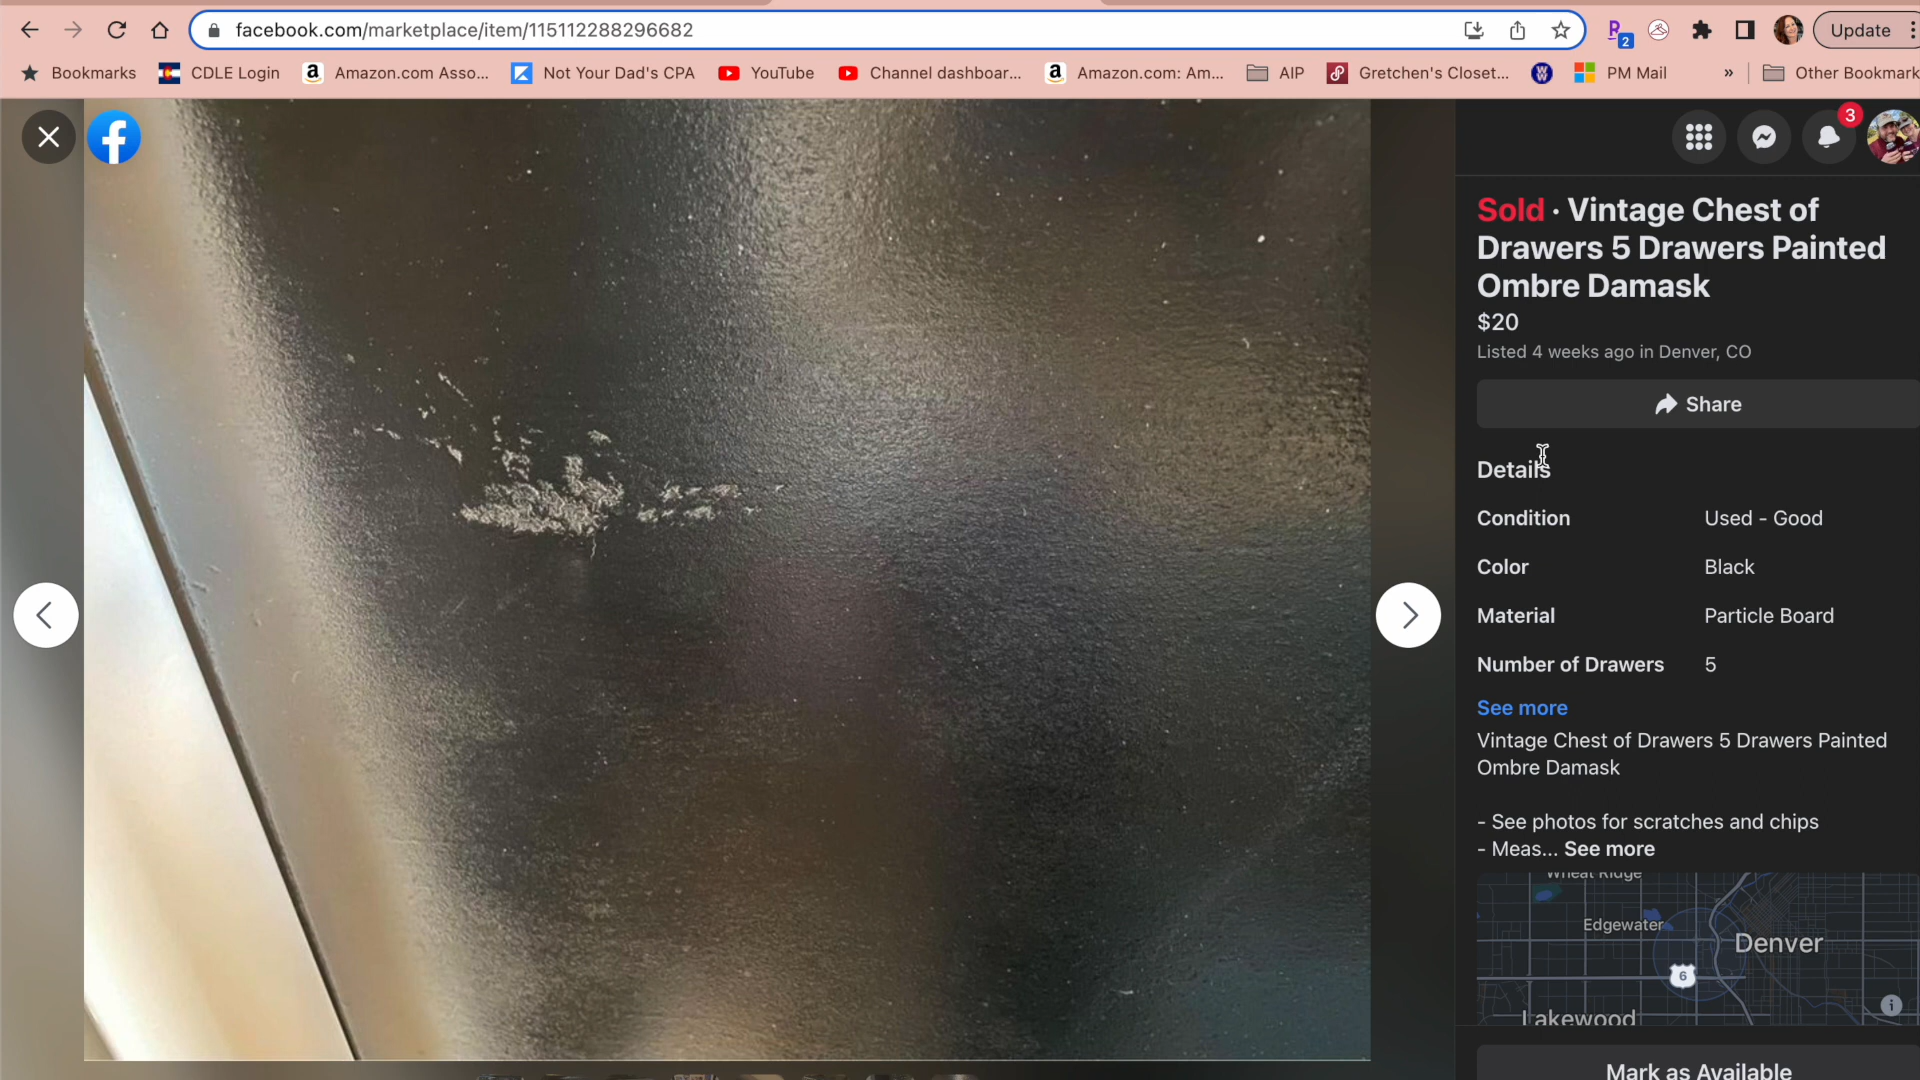 facebook.com/marketplace/item/115112288296682
2
Update
Bookmarks
CDLE Login
Amazon.com Asso...
Not Your Dad's CPA
YouTube
Channel dashboar...
Amazon.com: Am...
AIP
Gretchen's Closet...
PM Mail
»
Other Bookmark
3
Sold · Vintage Chest of
Drawers 5 Drawers Painted
Ombre Damask
$20
Listed 4 weeks ago in Denver, CO
Share
Details
Condition Used - Good
Color Black
Material Particle Board
Number of Drawers 5
See more
Vintage Chest of Drawers 5 Drawers Painted
Ombre Damask
- See photos for scratches and chips
- Meas... See more
Wheat Ridge
Edgewater
Denver
6
Lakewood
Mark as Available